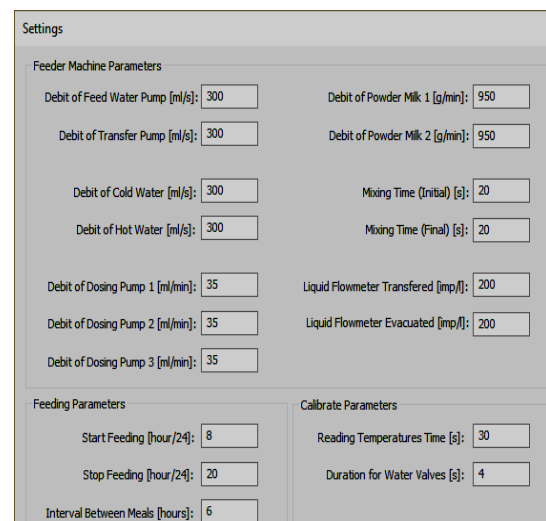 Settings
Feeder Machine Parameters
Debit of Feed Water Pump [ml/s]: 300 Debit of Powder Milk 1 [g/min]: 950
Debit of Transfer Pump [ml/s]: 300 Debit of Powder Milk 2 [g/min]: 950
Debit of Cold Water [ml/s]: 300 Mixing Time (Initial) [s]: 20
Debit of Hot Water [ml/s]: 300 Mixing Time (Final) [s]: 20
Debit of Dosing Pump 1 [ml/min]: 35 Liquid Flowmeter Transfered [imp/l]: 200
Debit of Dosing Pump 2 [ml/min]: 35 Liquid Flowmeter Evacuated [imp/l]: 200
Debit of Dosing Pump 3 [ml/min]: 35
Feeding Parameters Calibrate Parameters
Start Feeding [hour/24]: 8 Reading Temperatures Time [s]: 30
Stop Feeding [hour/24]: 20 Duration for Water Valves [s]: 4
Interval Between Meals [hours]: 6